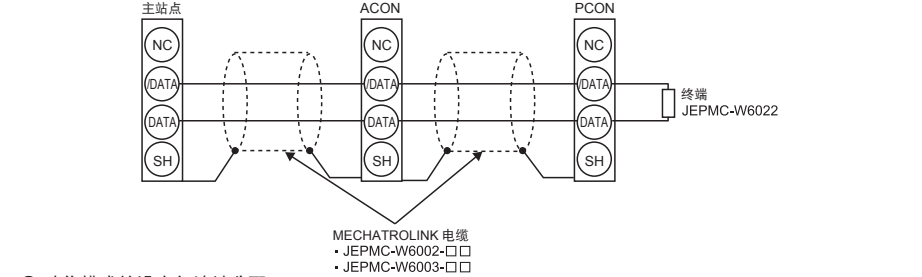 主站点 ACON PCON
NC NC NC
/DATA /DATA /DATA
终端
JEPMC-W6022
DATA DATA DATA
SH SH SH
MECHATROLINK 电缆
・JEPMC-W6002-□□
・JEPMC-W6003-□□